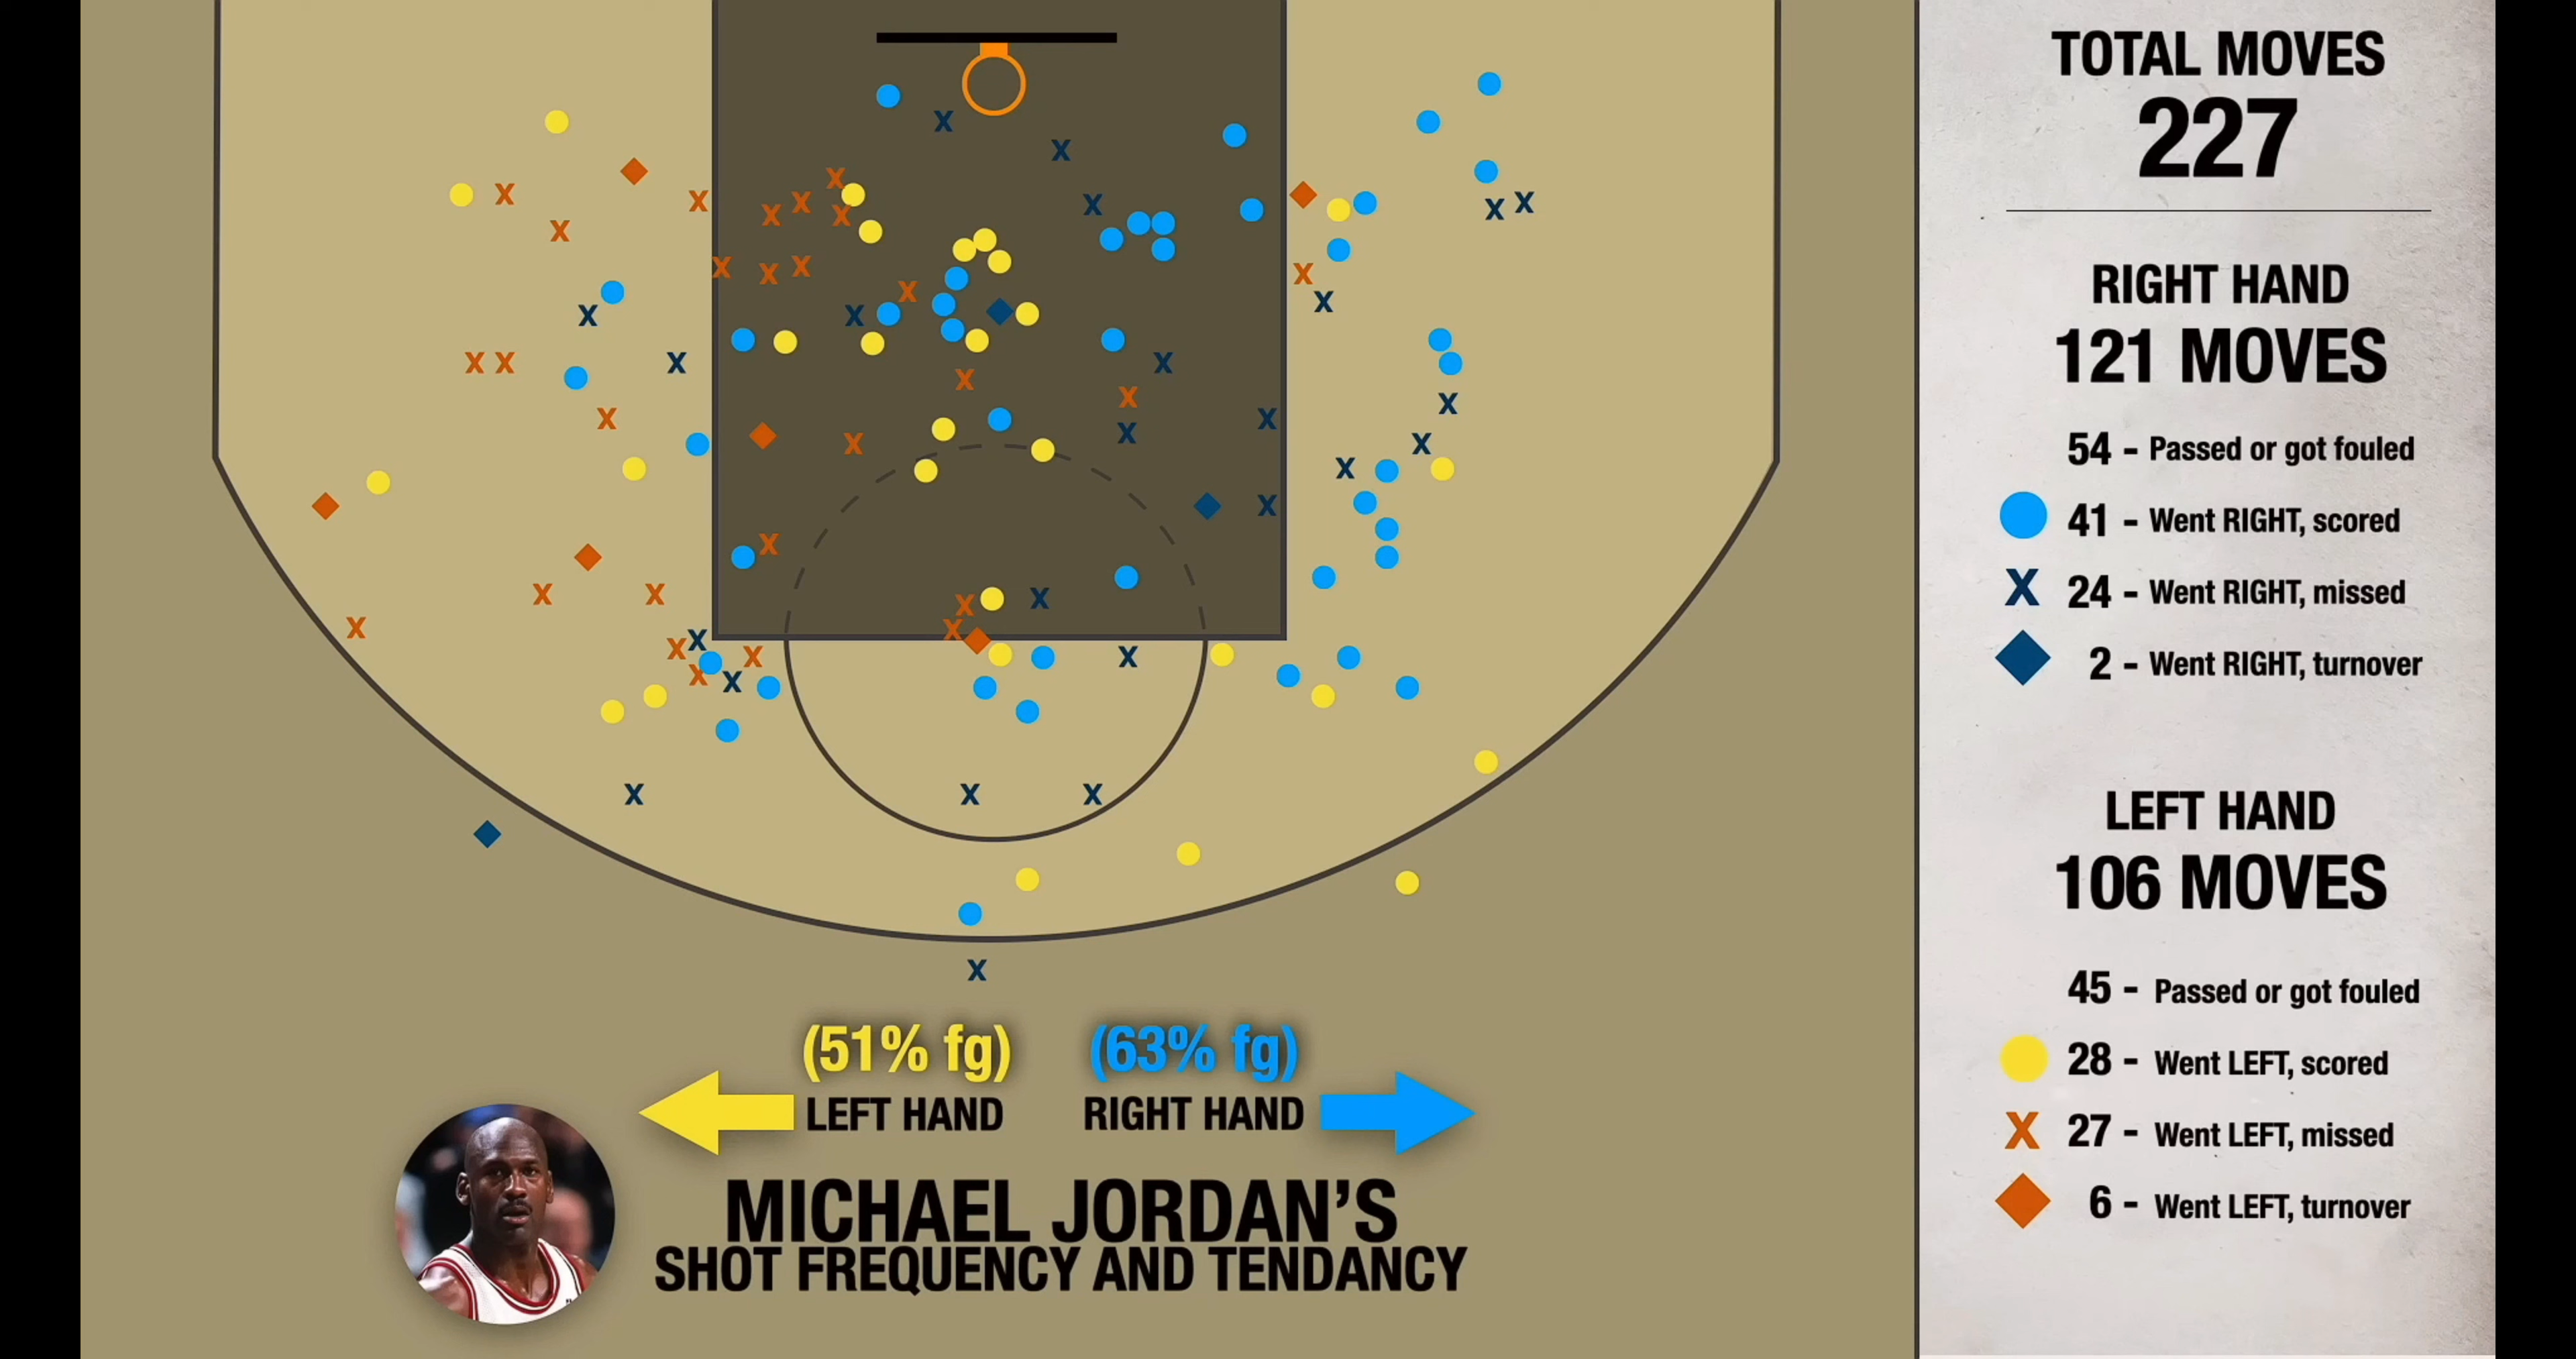 TOTAL MOVES
227
RIGHT HAND
121 MOVES
54 - Passed or got fouled
41 - Went RIGHT, scored
24 - Went RIGHT, missed
2 - Went RIGHT, turnover
LEFT HAND
106 MOVES
45 - Passed or got fouled
28 - Went LEFT, scored
27 - Went LEFT, missed
6 - Went LEFT, turnover
(51% fg) (63% fg)
LEFT HAND RIGHT HAND
MICHAEL JORDAN'S
SHOT FREQUENCY AND TENDANCY